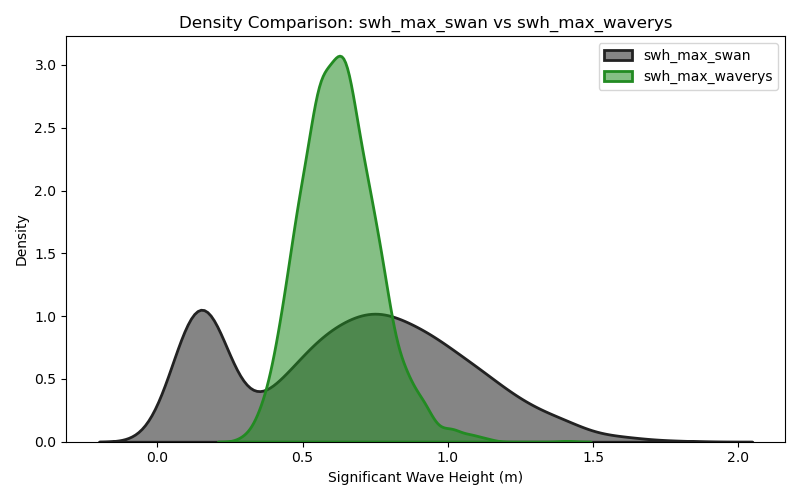 Density Comparison: swh_max_swan vs swh_max_waverys
swh_max_swan
swh_max_waverys
Density
3.0
2.5
2.0
1.5
1.0
0.5
0.0
0.0 0.5 1.0 1.5 2.0
Significant Wave Height (m)